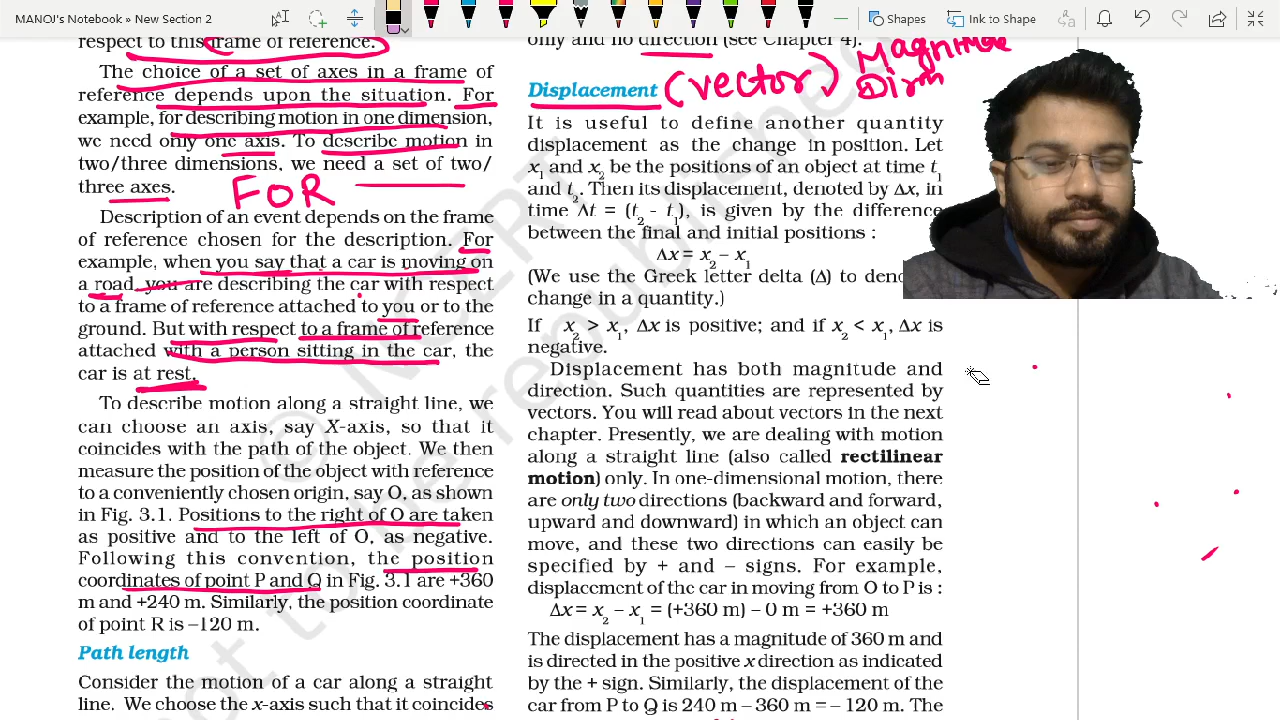 MANOJ's Notebook » New Section 2
Shapes
Ink to Shape
respect to this frame of reference.
The choice of a set of axes in a frame of
reference depends upon the situation. For
example, for describing motion in one dimension,
we need only one axis. To describe motion in
two/three dimensions, we need a set of two/
three axes.
FOR
Description of an event depends on the frame
of reference chosen for the description. For
example, when you say that a car is moving on
a road, you are describing the car with respect
to a frame of reference attached to you or to the
ground. But with respect to a frame of reference
attached with a person sitting in the car, the
car is at rest.
To describe motion along a straight line, we
can choose an axis, say X-axis, so that it
coincides with the path of the object. We then
measure the position of the object with reference
to a conveniently chosen origin, say O, as shown
in Fig. 3.1. Positions to the right of O are taken
as positive and to the left of O, as negative.
Following this convention, the position
coordinates of point P and Q in Fig. 3.1 are +360
m and +240 m. Similarly, the position coordinate
of point R is –120 m.
Path length
Consider the motion of a car along a straight
line. We choose the x-axis such that it coincides
only and no direction (see Chapter 4).
Displacement (vector) Magnitude
Dirn
It is useful to define another quantity
displacement as the change in position. Let
x₁ and x₂ be the positions of an object at time t₁
and t₂. Then its displacement, denoted by Δx, in
time Δt = (t₂ - t₁), is given by the difference
between the final and initial positions :
Δx = x₂ – x₁
(We use the Greek letter delta (Δ) to
change in a quantity.)
If x₂ > x₁, Δx is positive; and if x₂ < x₁, Δx is
negative.
Displacement has both magnitude and
direction. Such quantities are represented by
vectors. You will read about vectors in the next
chapter. Presently, we are dealing with motion
along a straight line (also called rectilinear
motion) only. In one-dimensional motion, there
are only two directions (backward and forward,
upward and downward) in which an object can
move, and these two directions can easily be
specified by + and – signs. For example,
displacement of the car in moving from O to P is :
Δx = x₂ – x₁ = (+360 m) – 0 m = +360 m
The displacement has a magnitude of 360 m and
is directed in the positive x direction as indicated
by the + sign. Similarly, the displacement of the
car from P to Q is 240 m – 360 m = – 120 m. The
© NCERT
not to be republished